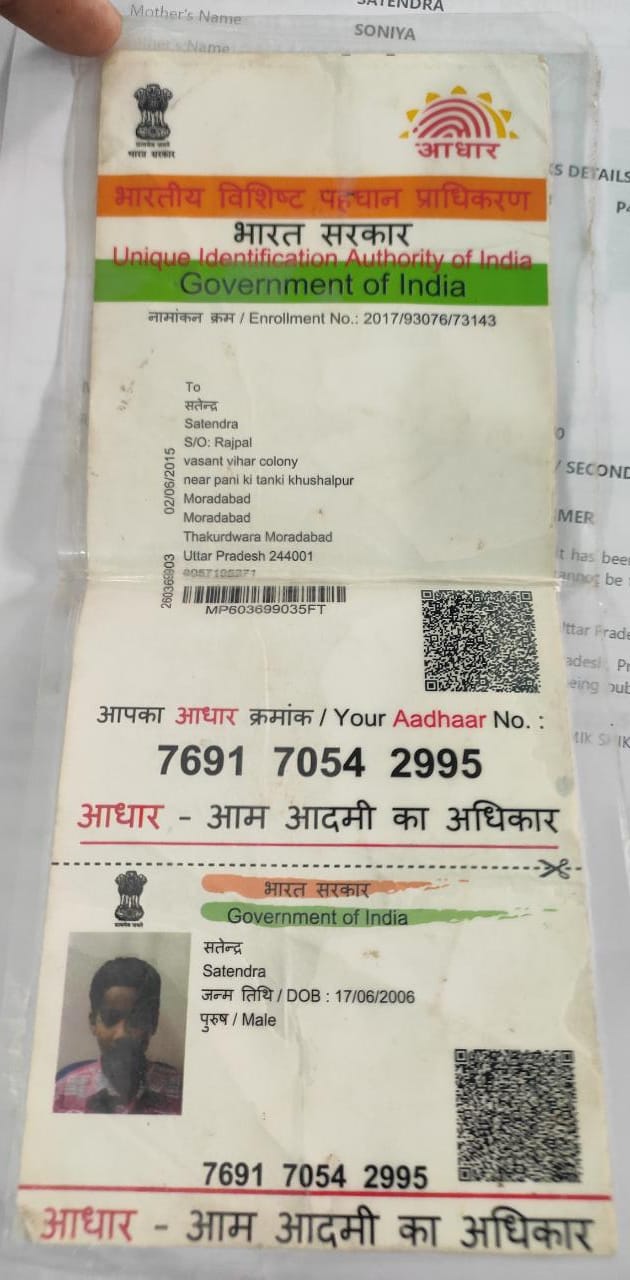 Mother's Name
SATENDRA
SONIYA
भारत सरकार
आधार
भारतीय विशिष्ट पहचान प्राधिकरण
भारत सरकार
Unique Identification Authority of India
Government of India
नामांकन क्रम / Enrollment No.: 2017/93076/73143
To
सतेन्द्र
Satendra
S/O: Rajpal
vasant vihar colony
near pani ki tanki khushalpur
Moradabad
Moradabad
Thakurdwara Moradabad
Uttar Pradesh 244001
02/06/2015
260369903
MP603699035FT
आपका आधार क्रमांक / Your Aadhaar No. :
7691 7054 2995
आधार - आम आदमी का अधिकार
भारत सरकार
Government of India
सतेन्द्र
Satendra
जन्म तिथि / DOB : 17/06/2006
पुरुष / Male
7691 7054 2995
आधार - आम आदमी का अधिकार